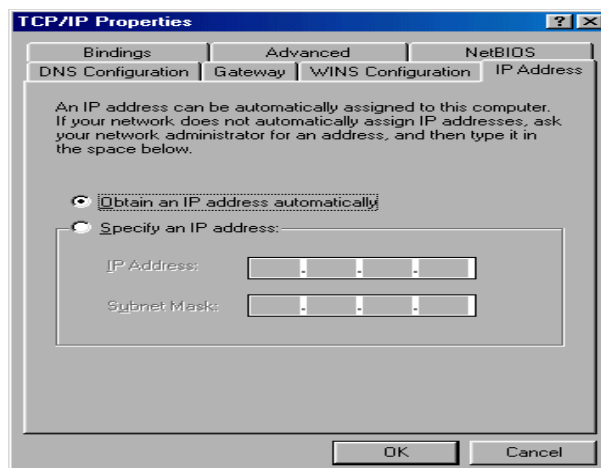 TCP/IP Properties
? X
Bindings Advanced NetBIOS
DNS Configuration Gateway WINS Configuration IP Address
An IP address can be automatically assigned to this computer.
If your network does not automatically assign IP addresses, ask
your network administrator for an address, and then type it in
the space below.
Obtain an IP address automatically
Specify an IP address:
IP Address:
. . .
Subnet Mask:
. . .
OK Cancel